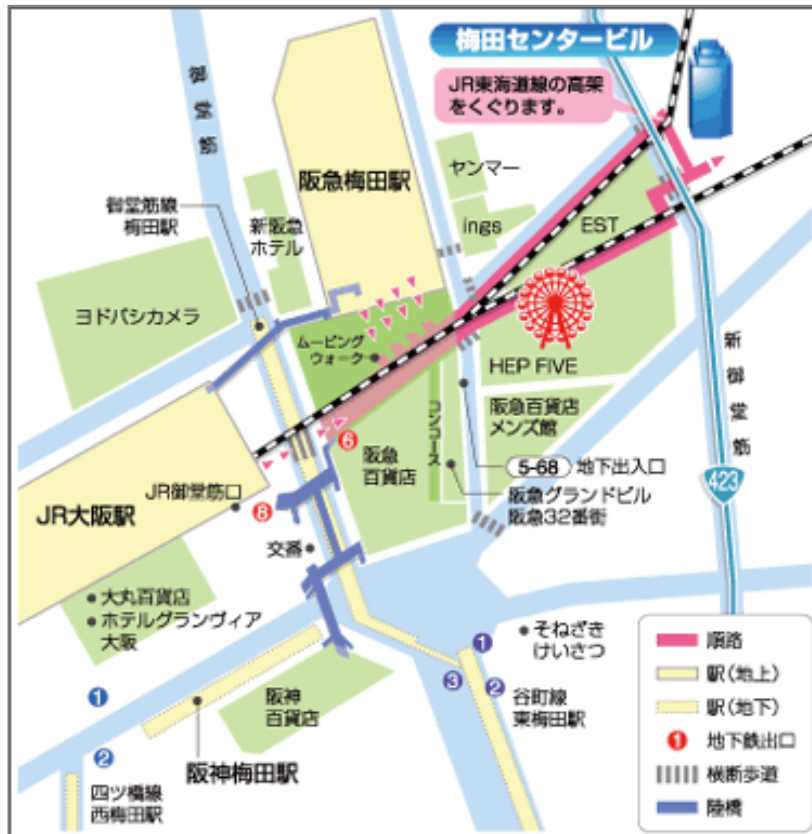 梅田センタービル
JR東海道線の高架
をくぐります。
御堂筋
阪急梅田駅
ヤンマー
御堂筋線
梅田駅
新阪急
ホテル
ings
EST
ヨドバシカメラ
ムービング
ウォーク
HEP FIVE
新御堂筋
阪急百貨店
メンズ館
コンコース
6
阪急
百貨店
5-68 地下出入口
423
JR御堂筋口
阪急グランドビル
阪急32番街
JR大阪駅
8
交番
大丸百貨店
ホテルグランヴィア
大阪
そねざき
けいさつ
1
3
2
1
谷町線
東梅田駅
阪神
百貨店
2
阪神梅田駅
四ツ橋線
西梅田駅
順路
駅(地上)
駅(地下)
1 地下鉄出口
横断歩道
陸橋